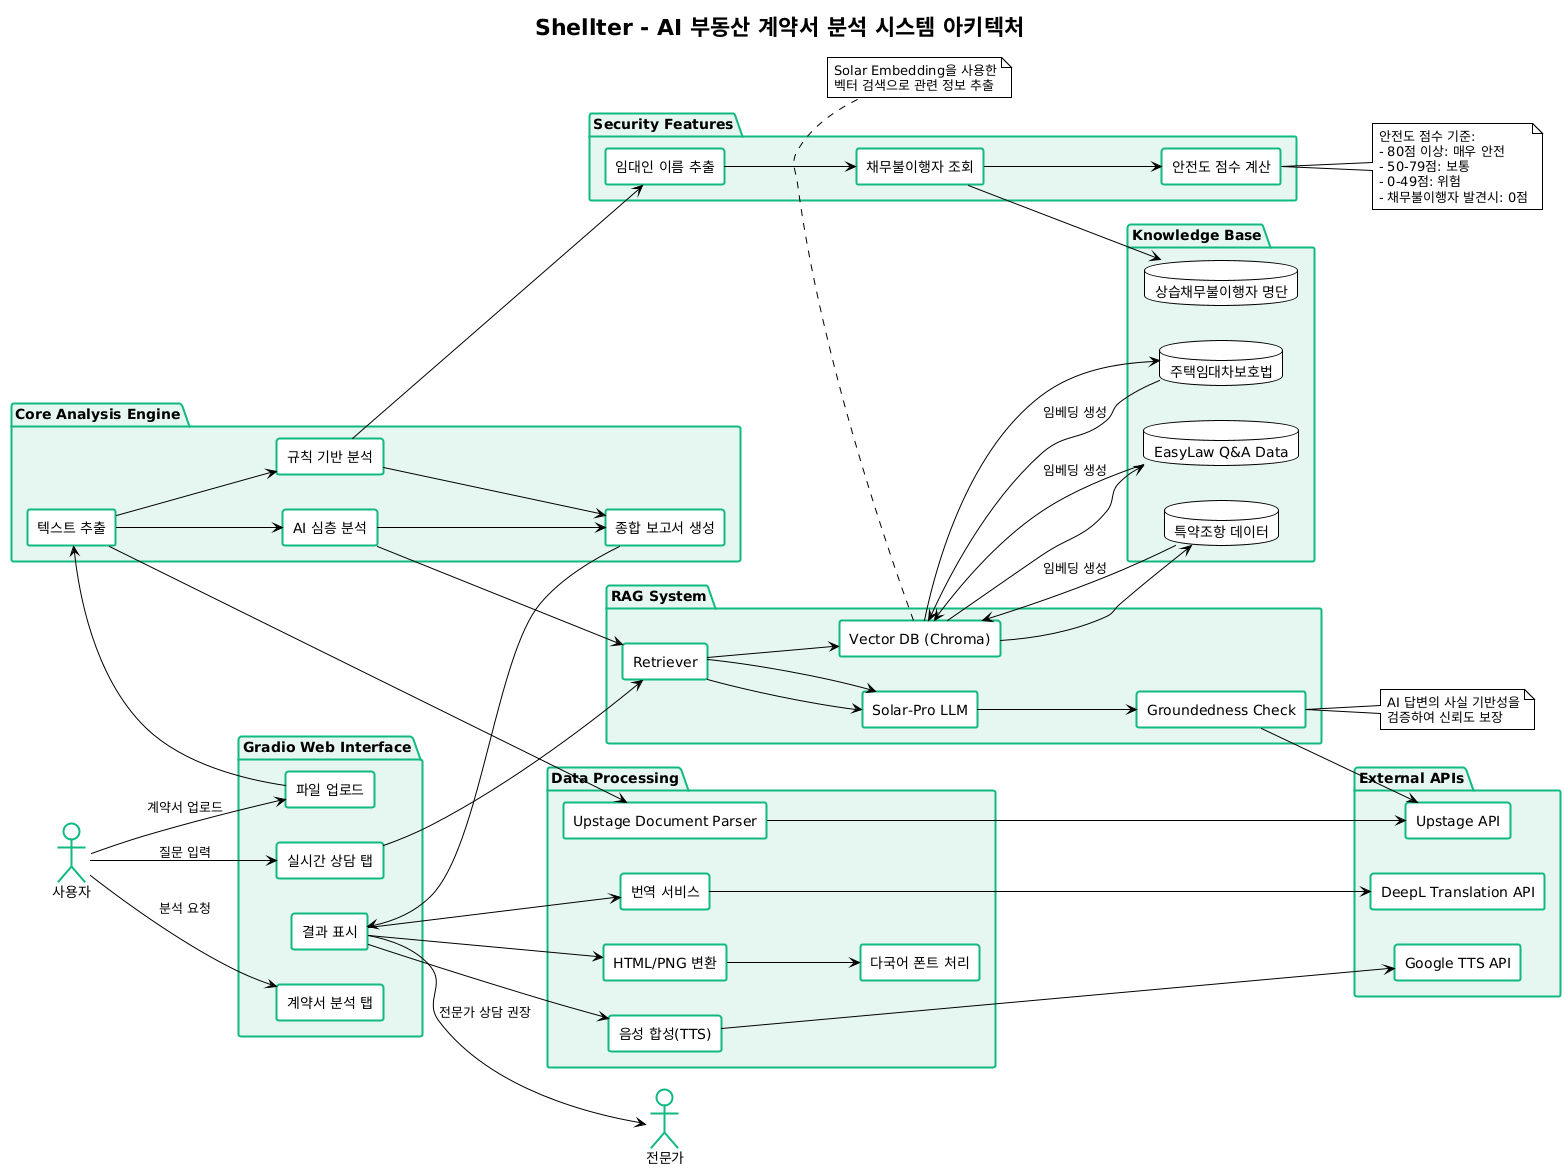 Shellter - AI 부동산 계약서 분석 시스템 아키텍처
Solar Embedding을 사용한
벡터 검색으로 관련 정보 추출
Security Features
임대인 이름 추출
채무불이행자 조회
안전도 점수 계산
안전도 점수 기준:
- 80점 이상: 매우 안전
- 50-79점: 보통
- 0-49점: 위험
- 채무불이행자 발견시: 0점
Knowledge Base
상습채무불이행자 명단
주택임대차보호법
EasyLaw Q&A Data
특약조항 데이터
임베딩 생성
임베딩 생성
임베딩 생성
Core Analysis Engine
규칙 기반 분석
텍스트 추출
AI 심층 분석
종합 보고서 생성
RAG System
Retriever
Vector DB (Chroma)
Solar-Pro LLM
Groundedness Check
AI 답변의 사실 기반성을
검증하여 신뢰도 보장
Gradio Web Interface
파일 업로드
실시간 상담 탭
결과 표시
계약서 분석 탭
계약서 업로드
질문 입력
분석 요청
사용자
Data Processing
Upstage Document Parser
번역 서비스
HTML/PNG 변환
다국어 폰트 처리
음성 합성(TTS)
External APIs
Upstage API
DeepL Translation API
Google TTS API
전문가 상담 권장
전문가